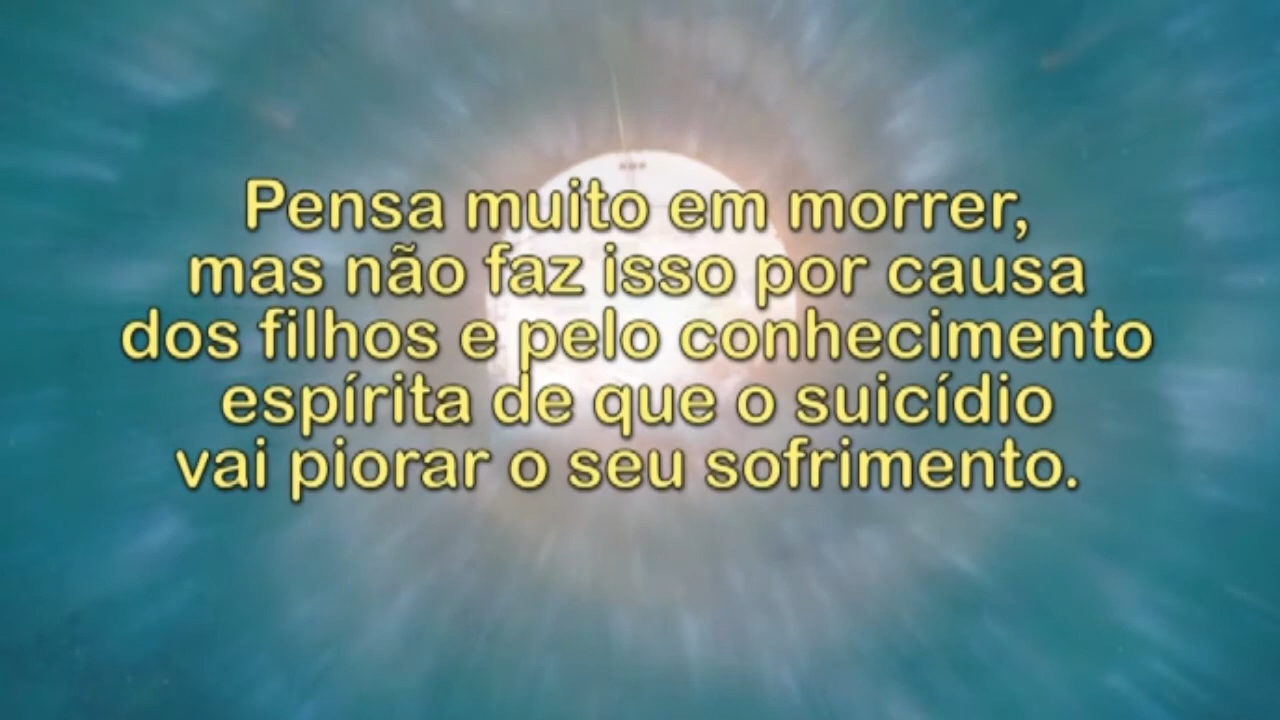 Pensa muito em morrer,
mas não faz isso por causa
dos filhos e pelo conhecimento
espírita de que o suicídio
vai piorar o seu sofrimento.